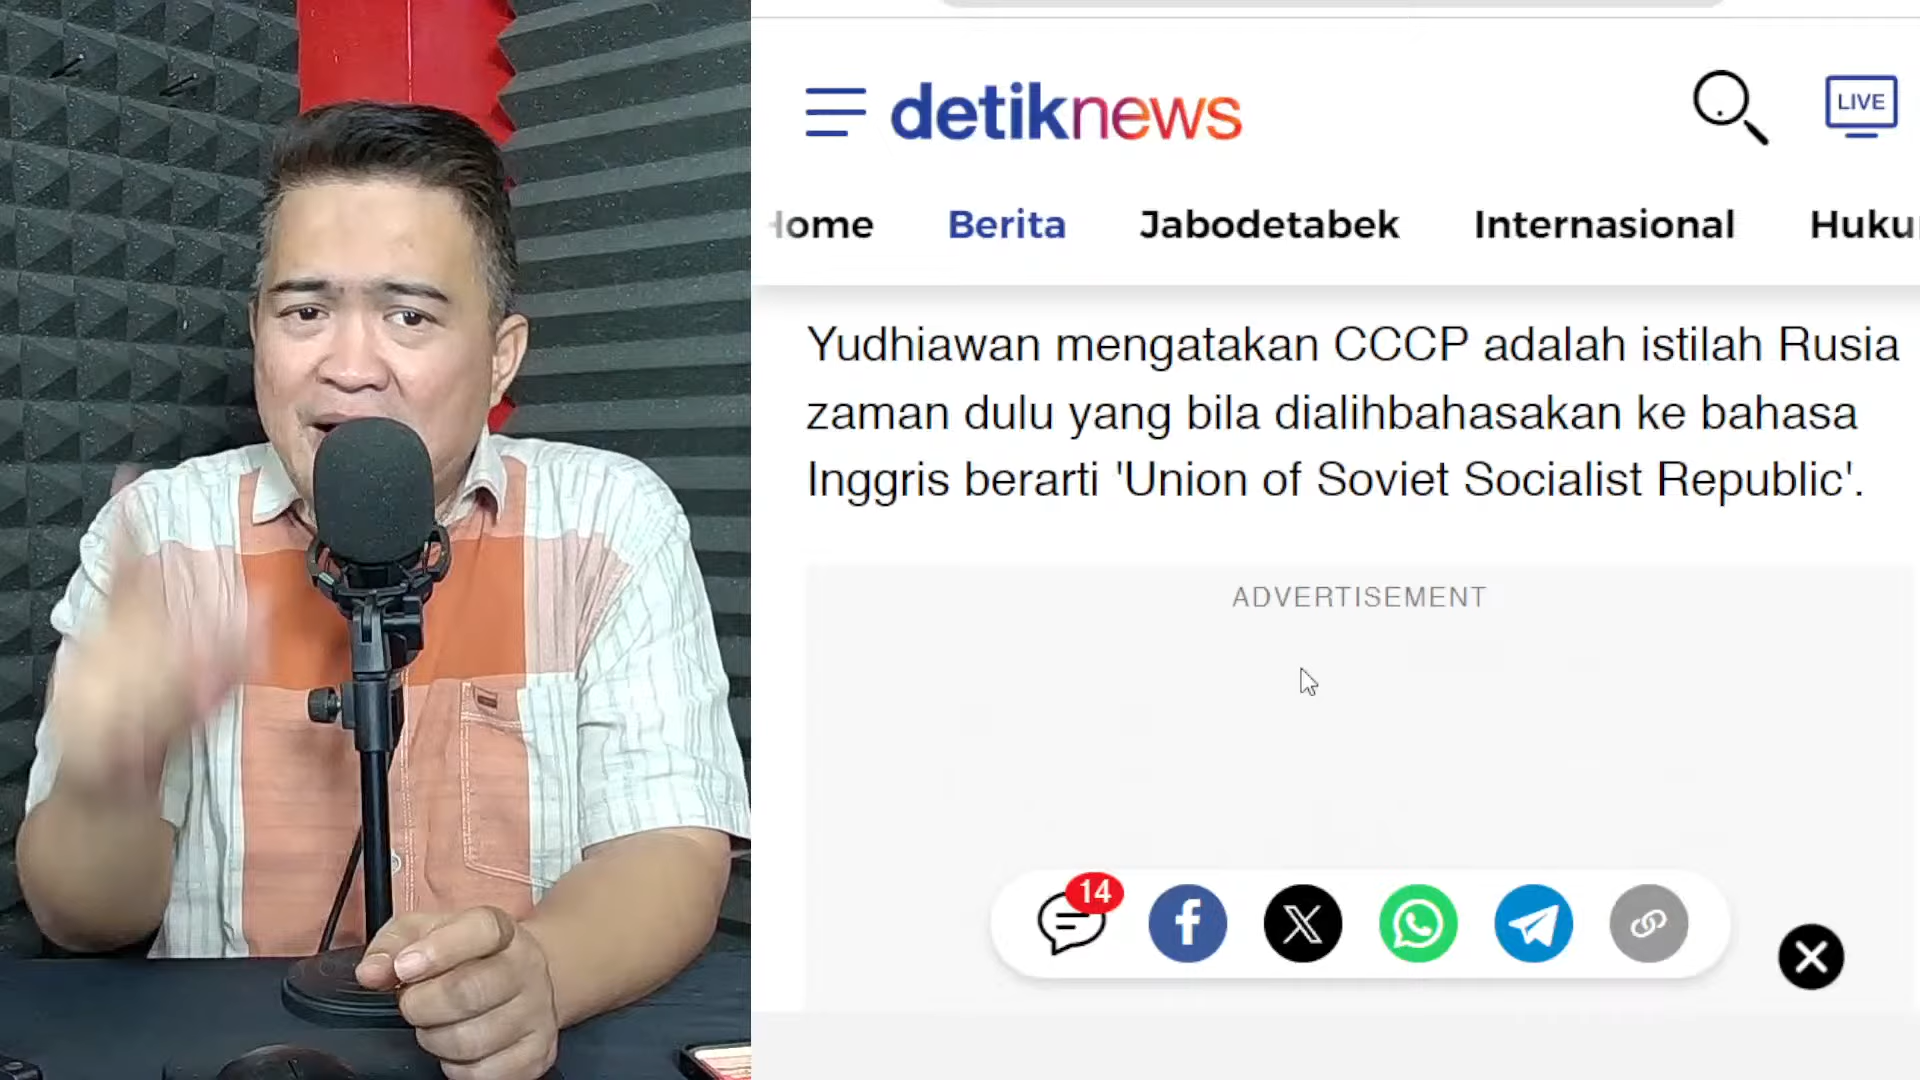 detiknews
LIVE
Home Berita Jabodetabek Internasional Huku
Yudhiawan mengatakan CCCP adalah istilah Rusia
zaman dulu yang bila dialihbahasakan ke bahasa
Inggris berarti 'Union of Soviet Socialist Republic'.
ADVERTISEMENT
14